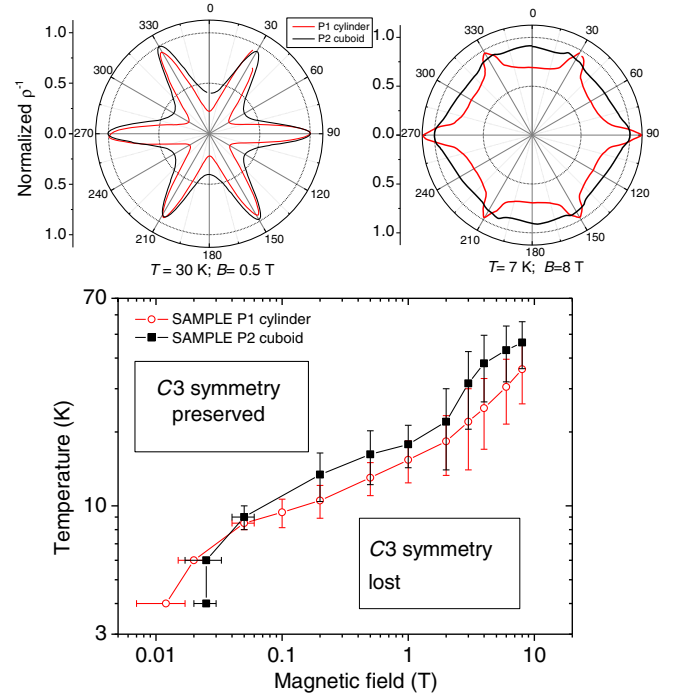 0
330
30
P1 cylinder
P2 cuboid
1.0
300
60
0.5
Normalized ρ⁻¹
0.0
270
90
0.5
240
120
1.0
210
150
180
T = 30 K; B= 0.5 T
0
330
30
1.0
300
60
0.5
0.0
270
90
0.5
240
120
1.0
210
150
180
T= 7 K; B=8 T
70
SAMPLE P1 cylinder
SAMPLE P2 cuboid
C3 symmetry
preserved
Temperature (K)
10
C3 symmetry
lost
3
0.01 0.1 1 10
Magnetic field (T)